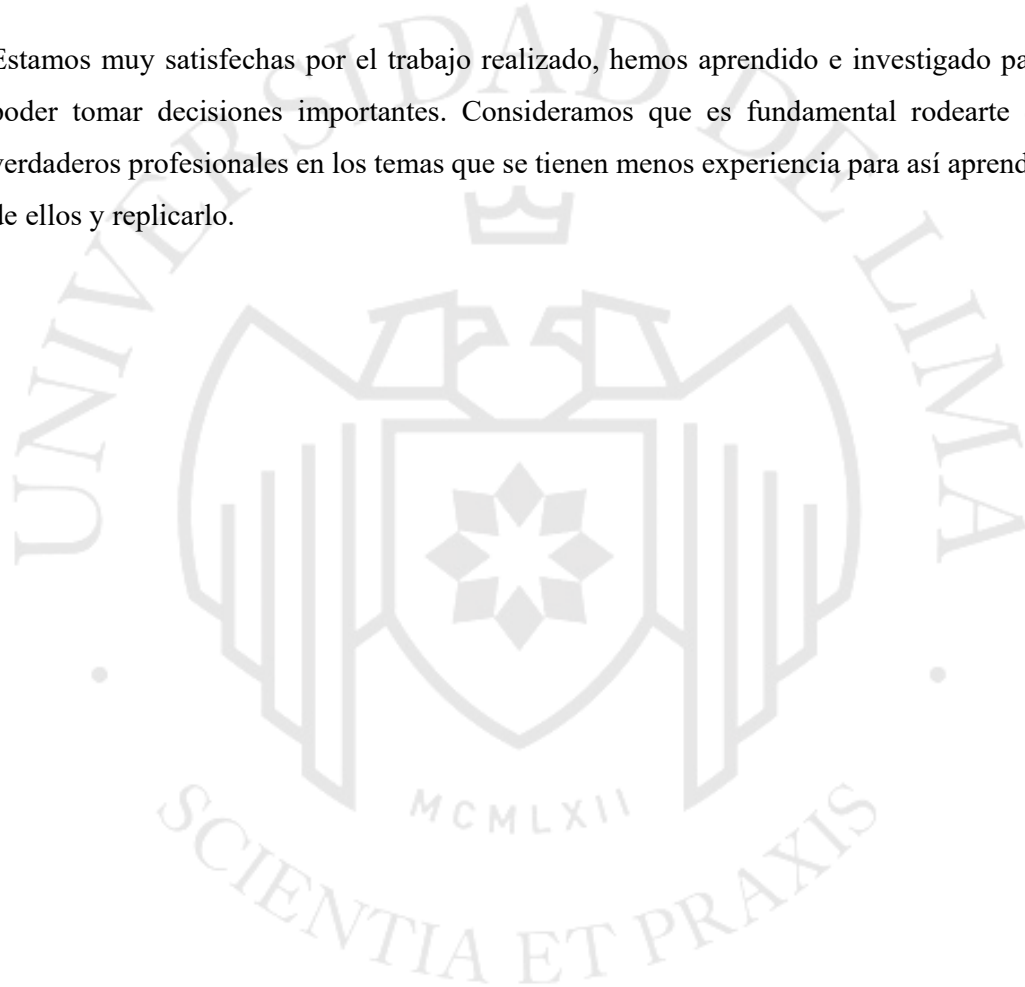 Estamos muy satisfechas por el trabajo realizado, hemos aprendido e investigado pa
poder tomar decisiones importantes. Consideramos que es fundamental rodearte
verdaderos profesionales en los temas que se tienen menos experiencia para así aprend
de ellos y replicarlo.
UNIVERSIDAD DE LIMA
MCMLXII
SCIENTIA ET PRAXIS